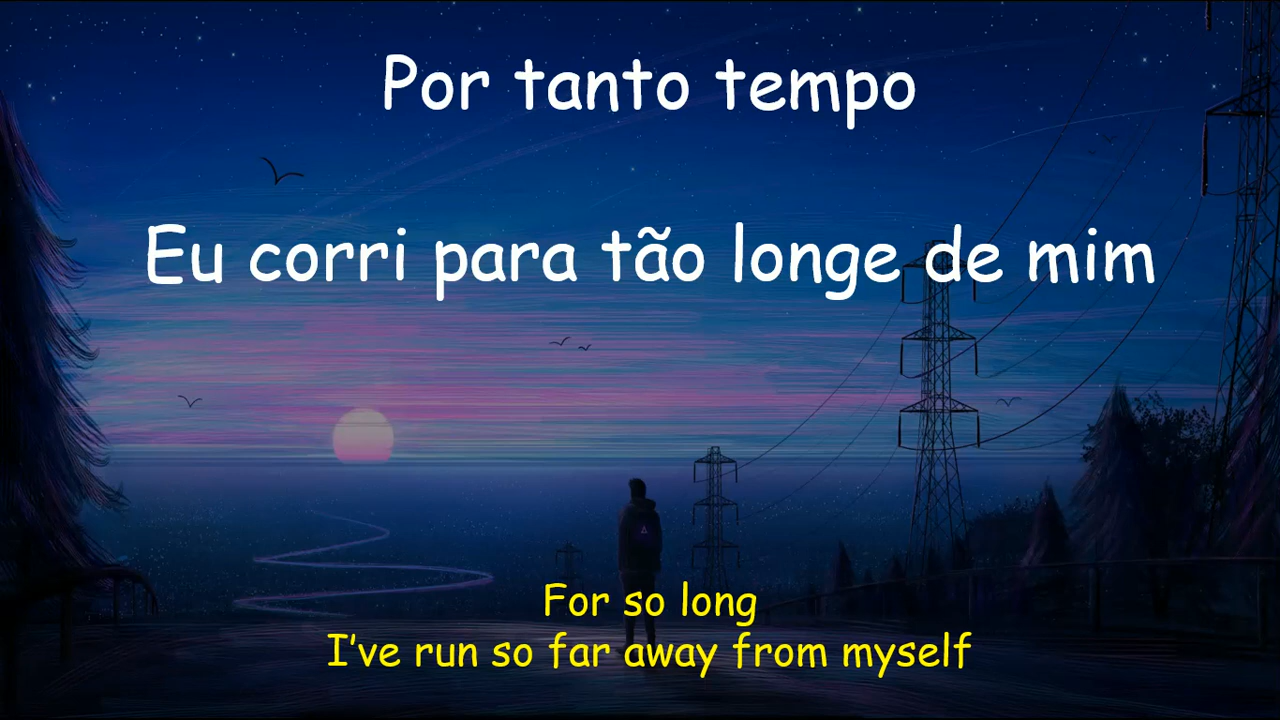 Por tanto tempo
Eu corri para tão longe de mim
For so long
I’ve run so far away from myself